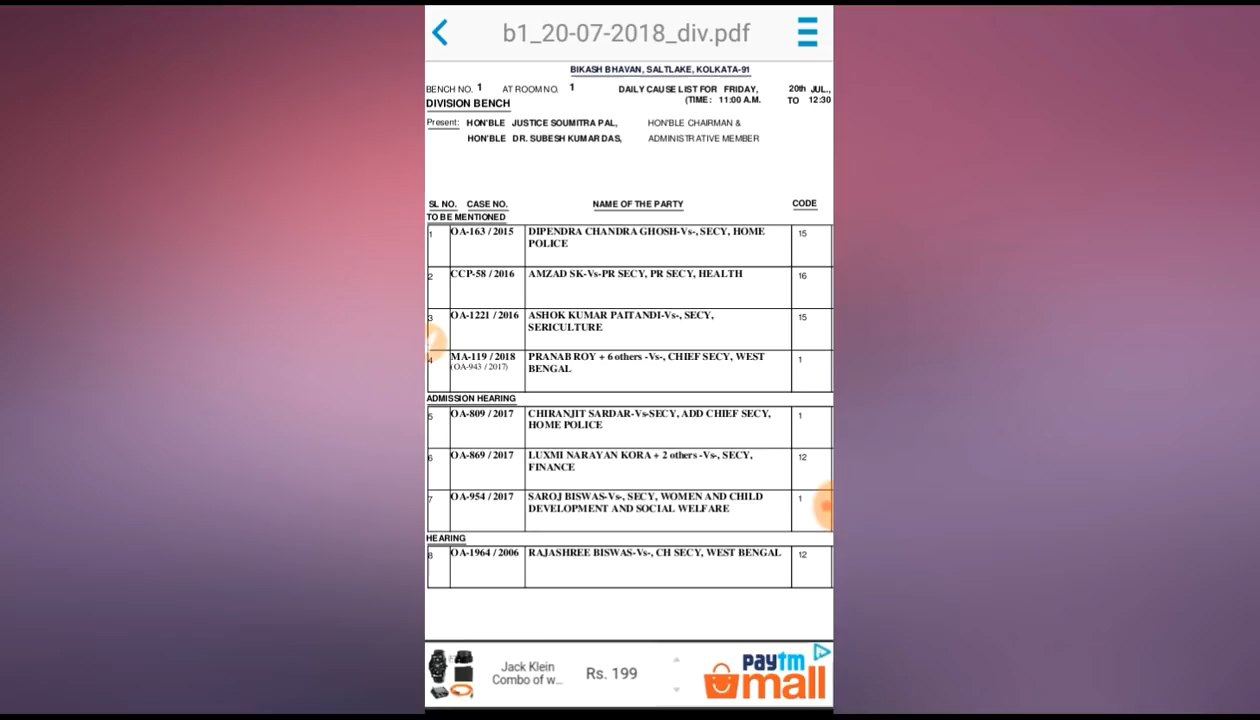 b1_20-07-2018_div.pdf
BIKASH BHAVAN, SALTLAKE, KOLKATA-91
BENCH NO. 1 AT ROOM NO. 1 DAILY CAUSE LIST FOR FRIDAY, 20th JUL.,
DIVISION BENCH (TIME: 11:00 A.M. TO 12:30
Present: HON'BLE JUSTICE SOUMITRA PAL, HON'BLE CHAIRMAN &
HON'BLE DR. SUBESH KUMAR DAS, ADMINISTRATIVE MEMBER
SL NO. CASE NO. NAME OF THE PARTY CODE
TO BE MENTIONED
1 OA-163 / 2015 DIPENDRA CHANDRA GHOSH-Vs-, SECY, HOME 15
POLICE
2 CCP-58 / 2016 AMZAD SK-Vs-PR SECY, PR SECY, HEALTH 16
3 OA-1221 / 2016 ASHOK KUMAR PAITANDI-Vs-, SECY, 15
SERICULTURE
4 MA-119 / 2018 PRANAB ROY + 6 others -Vs-, CHIEF SECY, WEST 1
(OA-943 / 2017) BENGAL
ADMISSION HEARING
5 OA-809 / 2017 CHIRANJIT SARDAR-Vs-SECY, ADD CHIEF SECY, 1
HOME POLICE
6 OA-869 / 2017 LUXMI NARAYAN KORA + 2 others -Vs-, SECY, 12
FINANCE
7 OA-954 / 2017 SAROJ BISWAS-Vs-, SECY, WOMEN AND CHILD 1
DEVELOPMENT AND SOCIAL WELFARE
HEARING
8 OA-1964 / 2006 RAJASHREE BISWAS-Vs-, CH SECY, WEST BENGAL 12
Jack Klein
Combo of w...
Rs. 199
paytm
mall